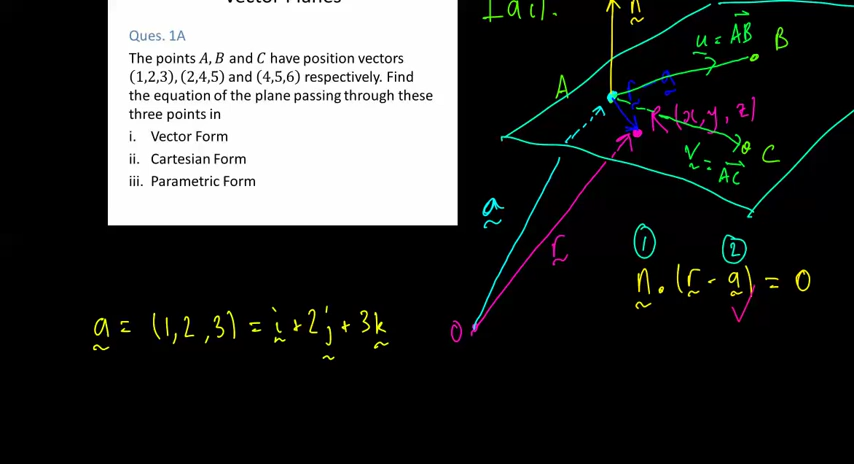 Vector Planes
Ques. 1A
The points A, B and C have position vectors
(1,2,3), (2,4,5) and (4,5,6) respectively. Find
the equation of the plane passing through these
three points in
i. Vector Form
ii. Cartesian Form
iii. Parametric Form
n
u = AB
B
A
r - a
R(x, y, z)
v = AC
C
a
r
O
① ②
n . (r - a) = 0
a = (1, 2, 3) = i + 2j + 3k